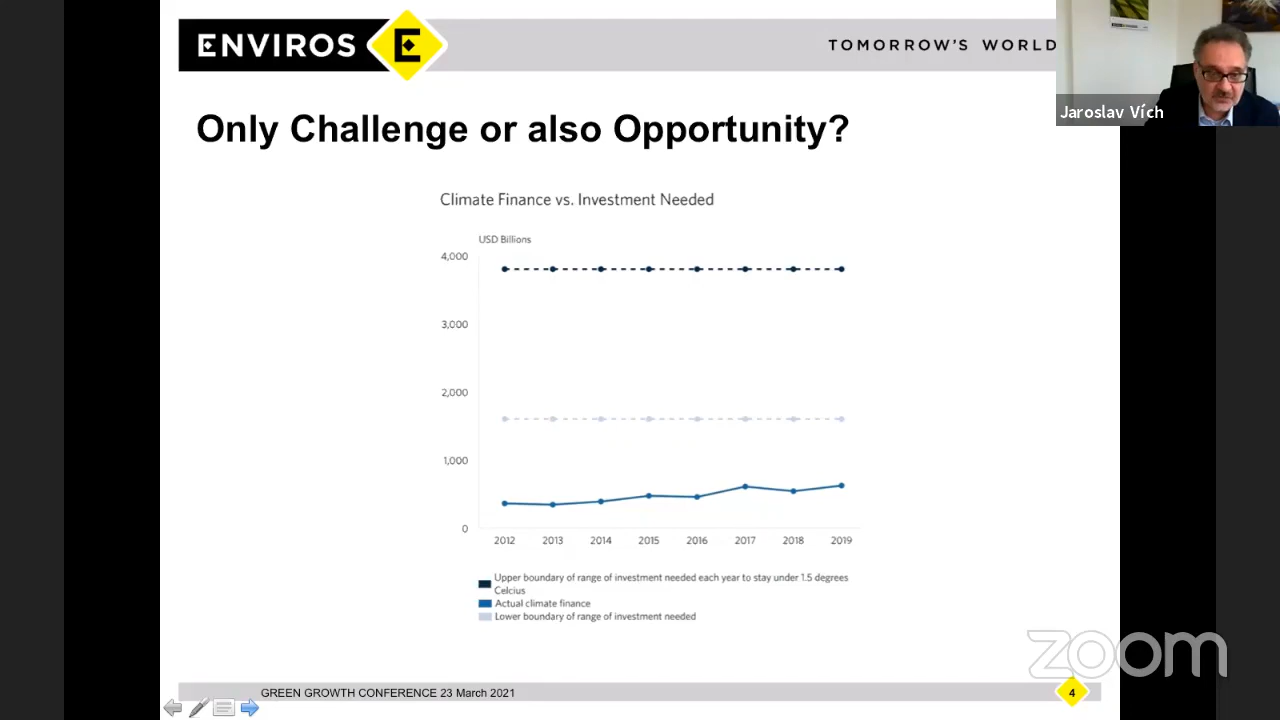 ENVIROS E
TOMORROW'S WORLD
Jaroslav Vích
Only Challenge or also Opportunity?
Climate Finance vs. Investment Needed
USD Billions
4,000
3,000
2,000
1,000
0
2012 2013 2014 2015 2016 2017 2018 2019
Upper boundary of range of investment needed each year to stay under 1.5 degrees
Celcius
Actual climate finance
Lower boundary of range of investment needed
zoom
GREEN GROWTH CONFERENCE 23 March 2021
4